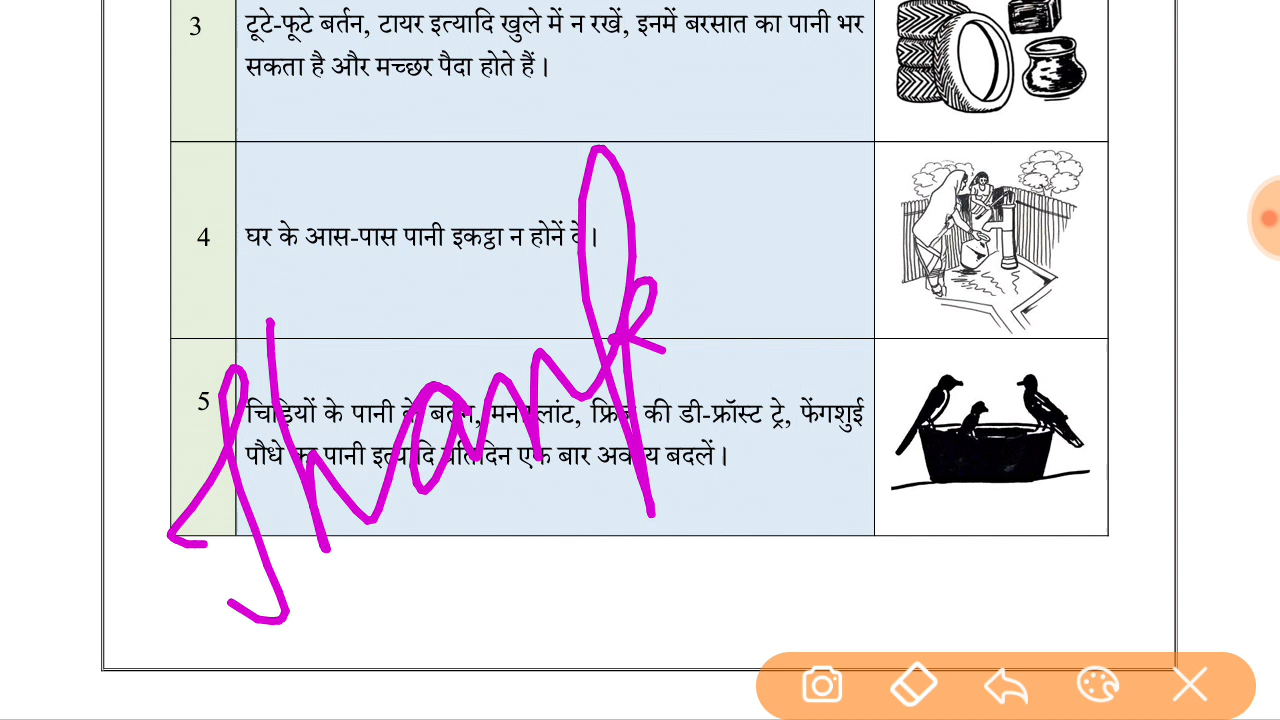 3
टूटे-फूटे बर्तन, टायर इत्यादि खुले में न रखें, इनमें बरसात का पानी भर
सकता है और मच्छर पैदा होते हैं।
4
घर के आस-पास पानी इकट्ठा न होनें दे।
5
चिड़ियों के पानी के बर्तन, मनीप्लांट, फ्रिज की डी-फ्रॉस्ट ट्रे, फेंगशुई
पौधे का पानी इत्यादि प्रतिदिन एक बार अवश्य बदलें।
Thank